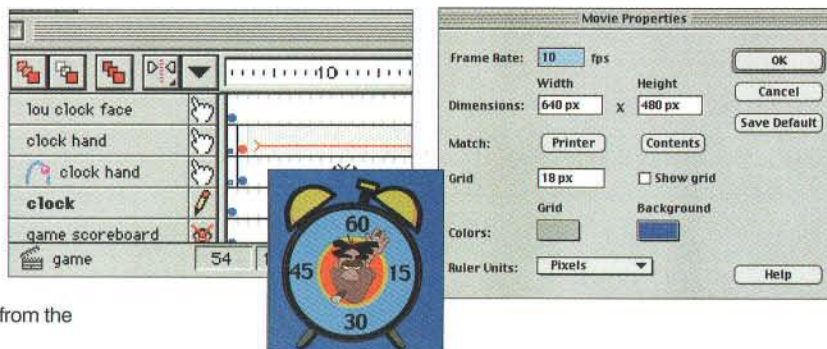 10
lou clock face
clock hand
clock hand
clock
game scoreboard
game
54
60
45
15
30
from the
Movie Properties
Frame Rate: 10 fps
OK
Width Height
Cancel
Dimensions: 640 px x 480 px
Save Default
Match: Printer Contents
Grid 18 px Show grid
Grid Background
Colors:
Ruler Units: Pixels
Help